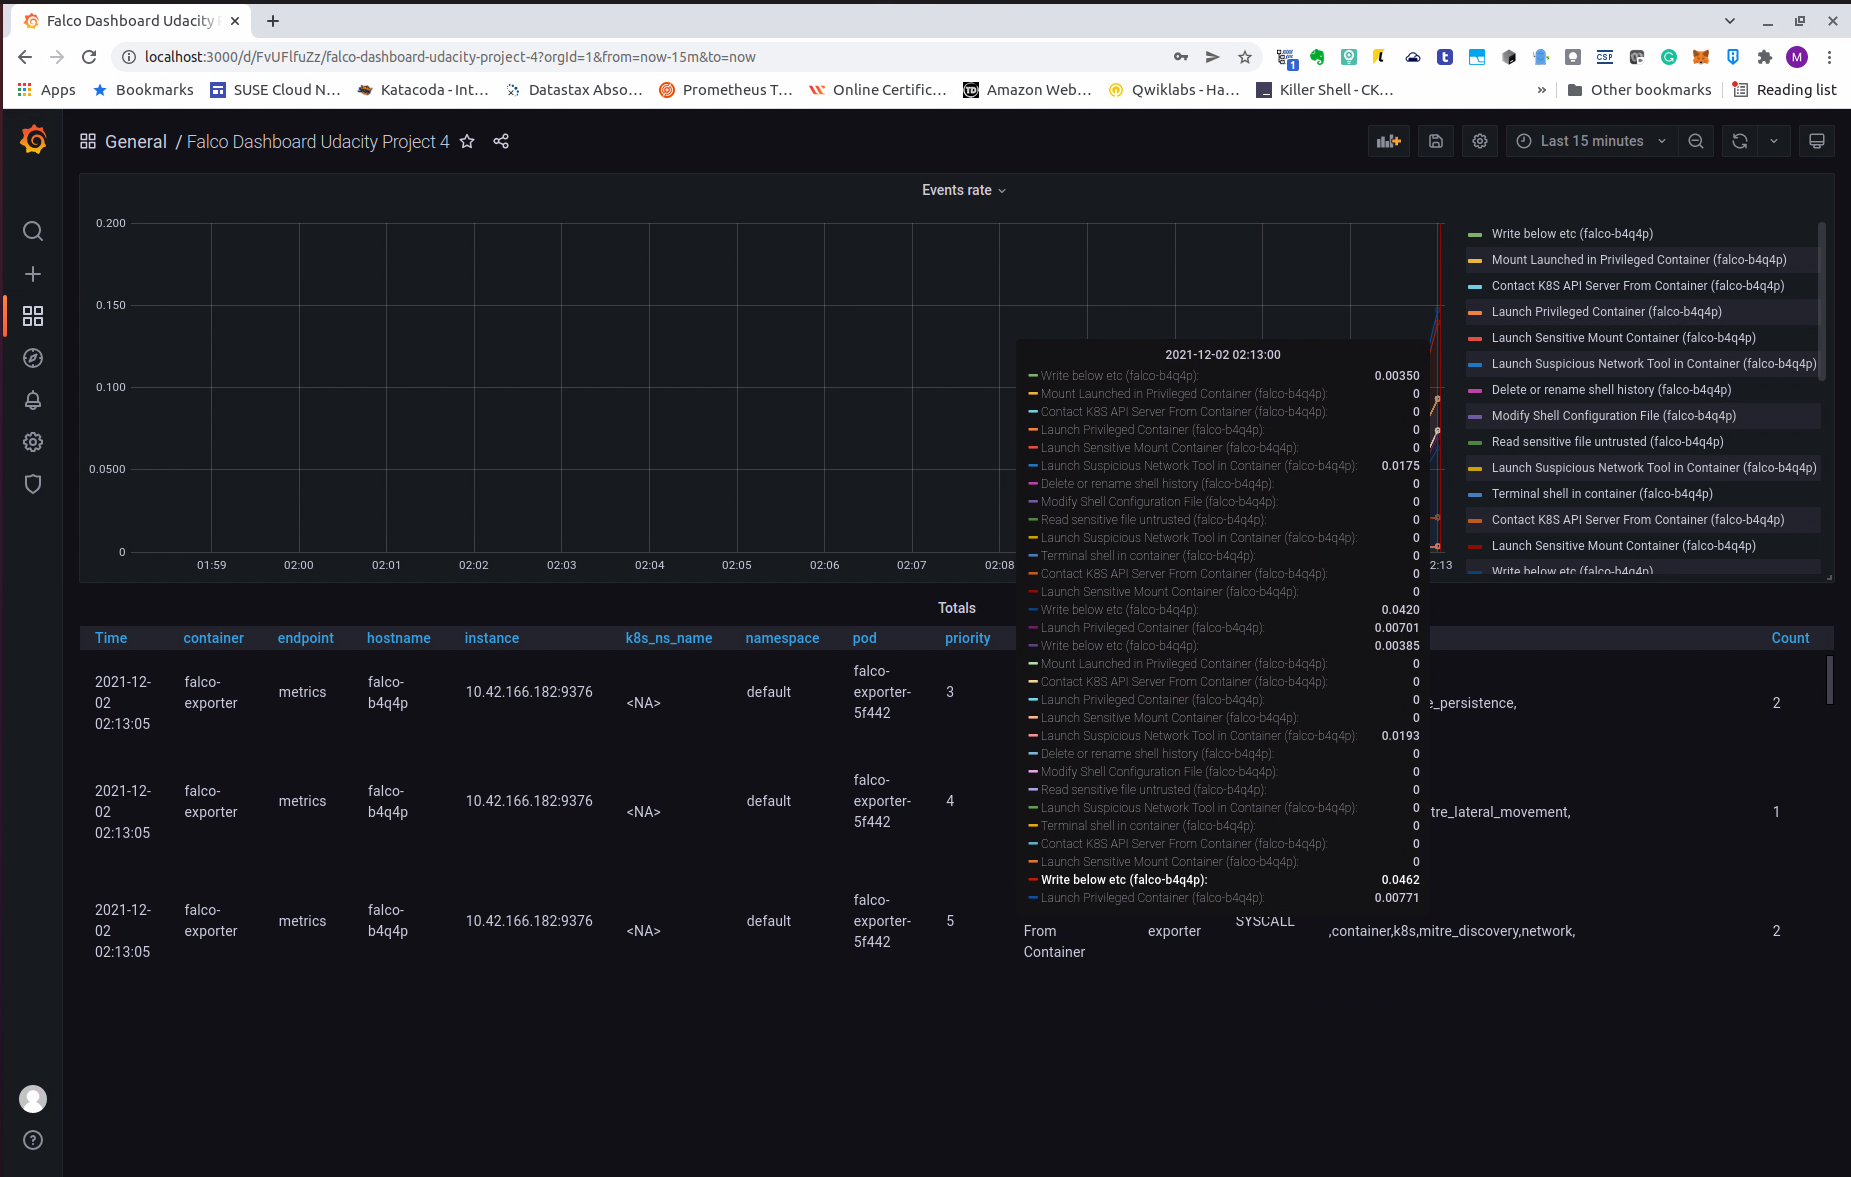 Falco Dashboard Udacity P
localhost:3000/d/FvUFlfuZz/falco-dashboard-udacity-project-4?orgId=1&from=now-15m&to=now
1
CSP
M
Apps Bookmarks SUSE Cloud N... Katacoda - Int... Datastax Abso... Prometheus T... Online Certific... Amazon Web... Qwiklabs - Ha... Killer Shell - CK... » Other bookmarks Reading list
General / Falco Dashboard Udacity Project 4
Last 15 minutes
Events rate
0.200
0.150
0.100
0.0500
0
01:59 02:00 02:01 02:02 02:03 02:04 02:05 02:06 02:07 02:08 2:13
Write below etc (falco-b4q4p)
Mount Launched in Privileged Container (falco-b4q4p)
Contact K8S API Server From Container (falco-b4q4p)
Launch Privileged Container (falco-b4q4p)
Launch Sensitive Mount Container (falco-b4q4p)
Launch Suspicious Network Tool in Container (falco-b4q4p)
Delete or rename shell history (falco-b4q4p)
Modify Shell Configuration File (falco-b4q4p)
Read sensitive file untrusted (falco-b4q4p)
Launch Suspicious Network Tool in Container (falco-b4q4p)
Terminal shell in container (falco-b4q4p)
Contact K8S API Server From Container (falco-b4q4p)
Launch Sensitive Mount Container (falco-b4q4p)
Write below etc (falco-b4q4p)
2021-12-02 02:13:00
Write below etc (falco-b4q4p): 0.00350
Mount Launched in Privileged Container (falco-b4q4p): 0
Contact K8S API Server From Container (falco-b4q4p): 0
Launch Privileged Container (falco-b4q4p): 0
Launch Sensitive Mount Container (falco-b4q4p): 0
Launch Suspicious Network Tool in Container (falco-b4q4p): 0.0175
Delete or rename shell history (falco-b4q4p): 0
Modify Shell Configuration File (falco-b4q4p): 0
Read sensitive file untrusted (falco-b4q4p): 0
Launch Suspicious Network Tool in Container (falco-b4q4p): 0
Terminal shell in container (falco-b4q4p): 0
Contact K8S API Server From Container (falco-b4q4p): 0
Launch Sensitive Mount Container (falco-b4q4p): 0
Write below etc (falco-b4q4p): 0.0420
Launch Privileged Container (falco-b4q4p): 0.00701
Write below etc (falco-b4q4p): 0.00385
Mount Launched in Privileged Container (falco-b4q4p): 0
Contact K8S API Server From Container (falco-b4q4p): 0
Launch Privileged Container (falco-b4q4p): 0
Launch Sensitive Mount Container (falco-b4q4p): 0
Launch Suspicious Network Tool in Container (falco-b4q4p): 0.0193
Delete or rename shell history (falco-b4q4p): 0
Modify Shell Configuration File (falco-b4q4p): 0
Read sensitive file untrusted (falco-b4q4p): 0
Launch Suspicious Network Tool in Container (falco-b4q4p): 0
Terminal shell in container (falco-b4q4p): 0
Contact K8S API Server From Container (falco-b4q4p): 0
Launch Sensitive Mount Container (falco-b4q4p): 0
Write below etc (falco-b4q4p): 0.0462
Launch Privileged Container (falco-b4q4p): 0.00771
Totals
Time container endpoint hostname instance k8s_ns_name namespace pod priority Count
2021-12-02 02:13:05 falco-exporter metrics falco-b4q4p 10.42.166.182:9376 <NA> default falco-exporter-5f442 3 e_persistence, 2
2021-12-02 02:13:05 falco-exporter metrics falco-b4q4p 10.42.166.182:9376 <NA> default falco-exporter-5f442 4 tre_lateral_movement, 1
2021-12-02 02:13:05 falco-exporter metrics falco-b4q4p 10.42.166.182:9376 <NA> default falco-exporter-5f442 5 From Container exporter SYSCALL ,container,k8s,mitre_discovery,network, 2